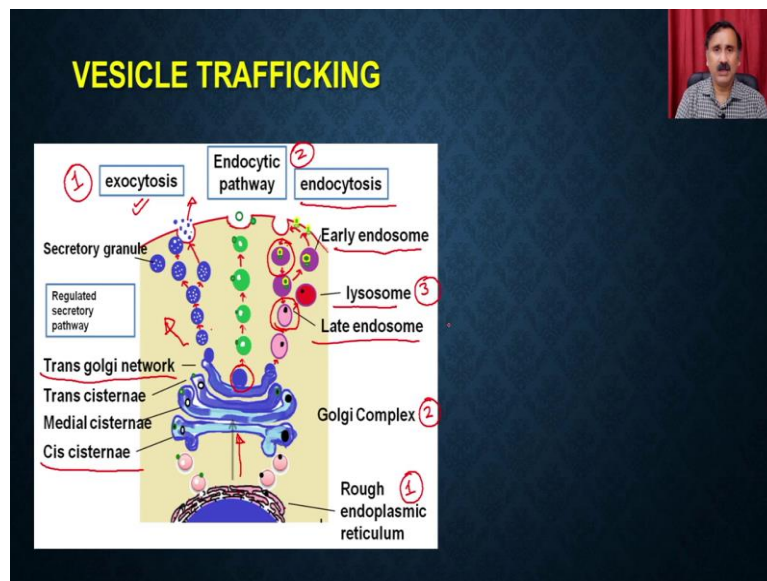 VESICLE TRAFFICKING
1
exocytosis
Endocytic
pathway
2
endocytosis
Secretory granule
Early endosome
Regulated
secretory
pathway
lysosome
3
Late endosome
Trans golgi network
Trans cisternae
Medial cisternae
Golgi Complex
2
Cis cisternae
Rough
1
endoplasmic
reticulum